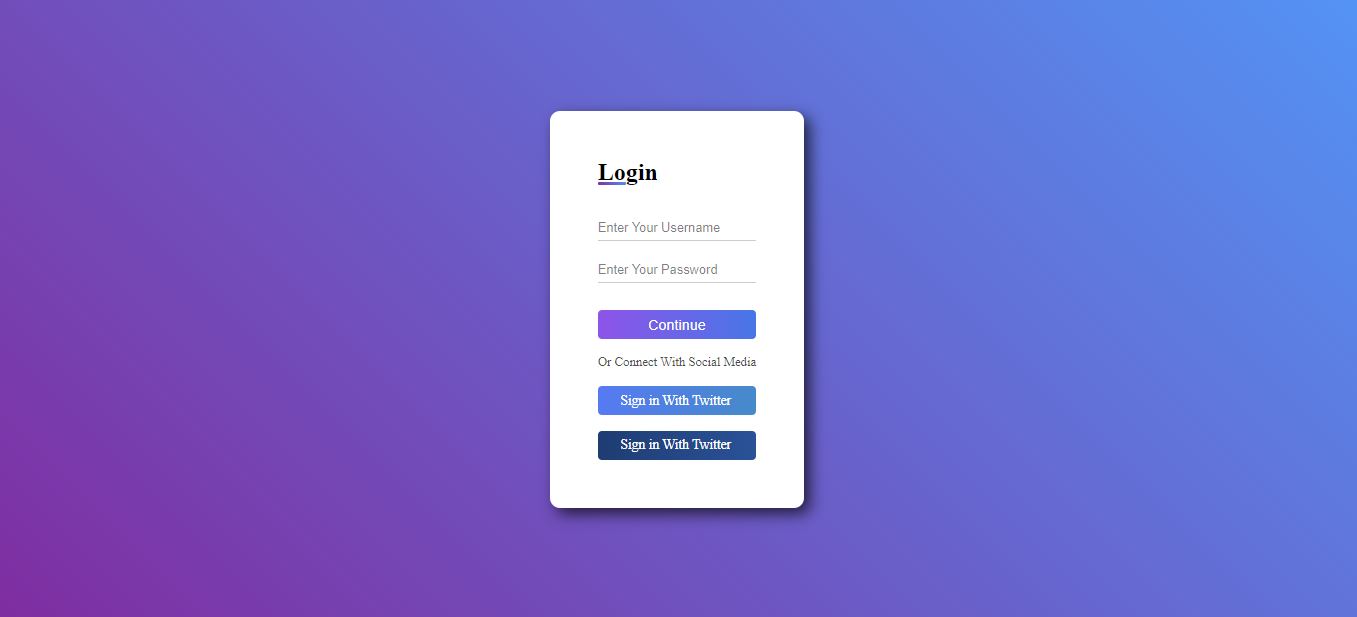 Login
Enter Your Username
Enter Your Password
Continue
Or Connect With Social Media
Sign in With Twitter
Sign in With Twitter